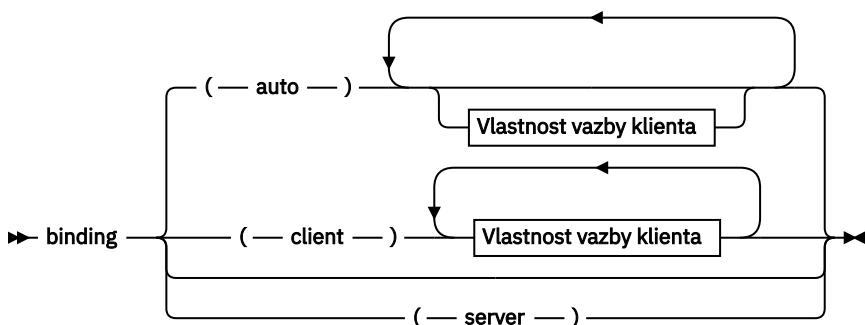 ( auto )
Vlastnost vazby klienta
binding ( client ) Vlastnost vazby klienta
( server )